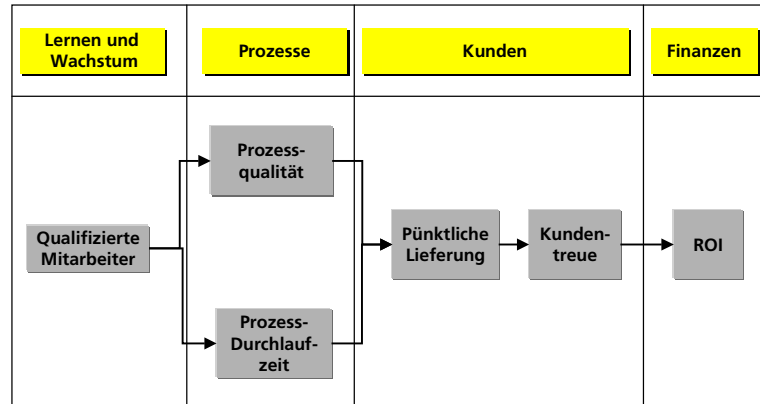 Lernen und
Wachstum
Prozesse
Kunden
Finanzen
Prozess-
qualität
Qualifizierte
Mitarbeiter
Pünktliche
Lieferung
Kunden-
treue
ROI
Prozess-
Durchlauf-
zeit